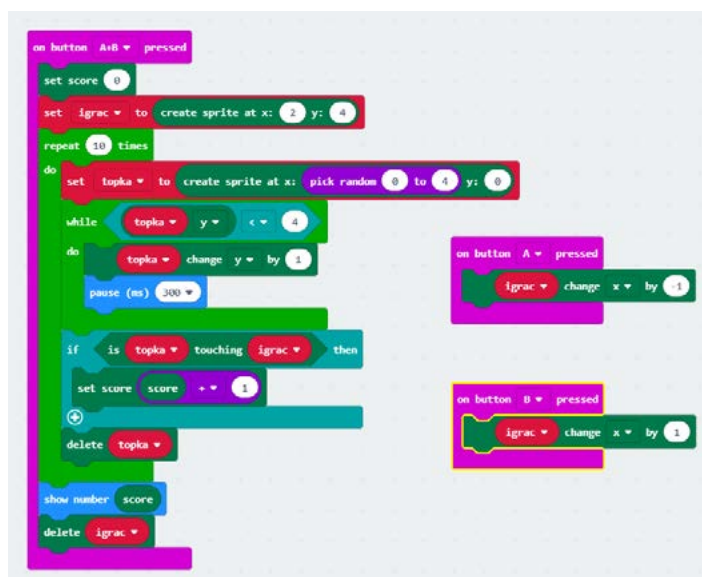 on button A+B pressed
set score 0
set igrac to create sprite at x: 2 y: 4
repeat 10 times
do
set topka to create sprite at x: pick random 0 to 4 y: 0
while topka y < 4
do
topka change y by 1
pause (ms) 300
if is topka touching igrac then
set score score + 1
delete topka
show number score
delete igrac
on button A pressed
igrac change x by -1
on button B pressed
igrac change x by 1